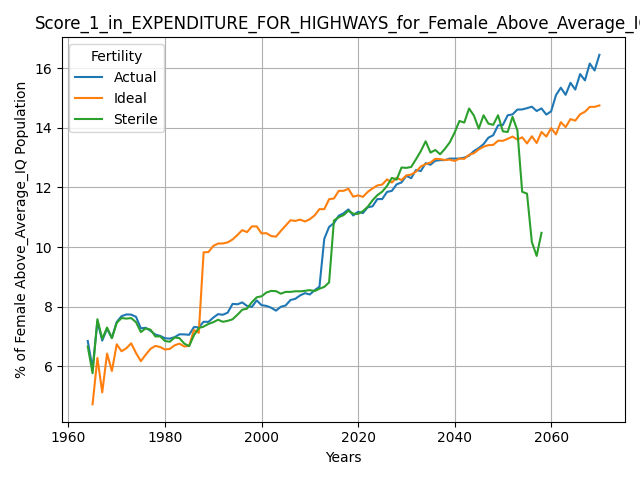 Score_1_in_EXPENDITURE_FOR_HIGHWAYS_for_Female_Above_Average_I
% of Female Above_Average_IQ Population
Fertility
Actual
Ideal
Sterile
16
14
12
10
8
6
1960 1980 2000 2020 2040 2060
Years